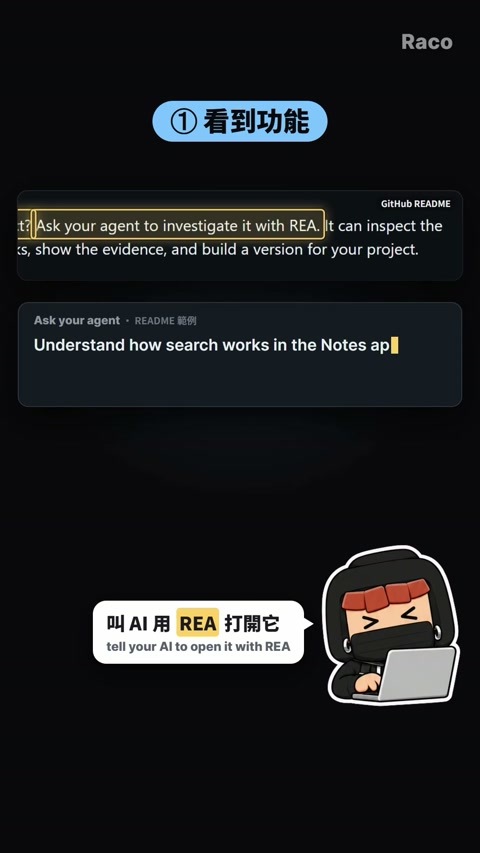 Raco
① 看到功能
GitHub README
ct? Ask your agent to investigate it with REA. It can inspect the
ks, show the evidence, and build a version for your project.
Ask your agent • README 範例
Understand how search works in the Notes ap
叫 AI 用 REA 打開它
tell your AI to open it with REA